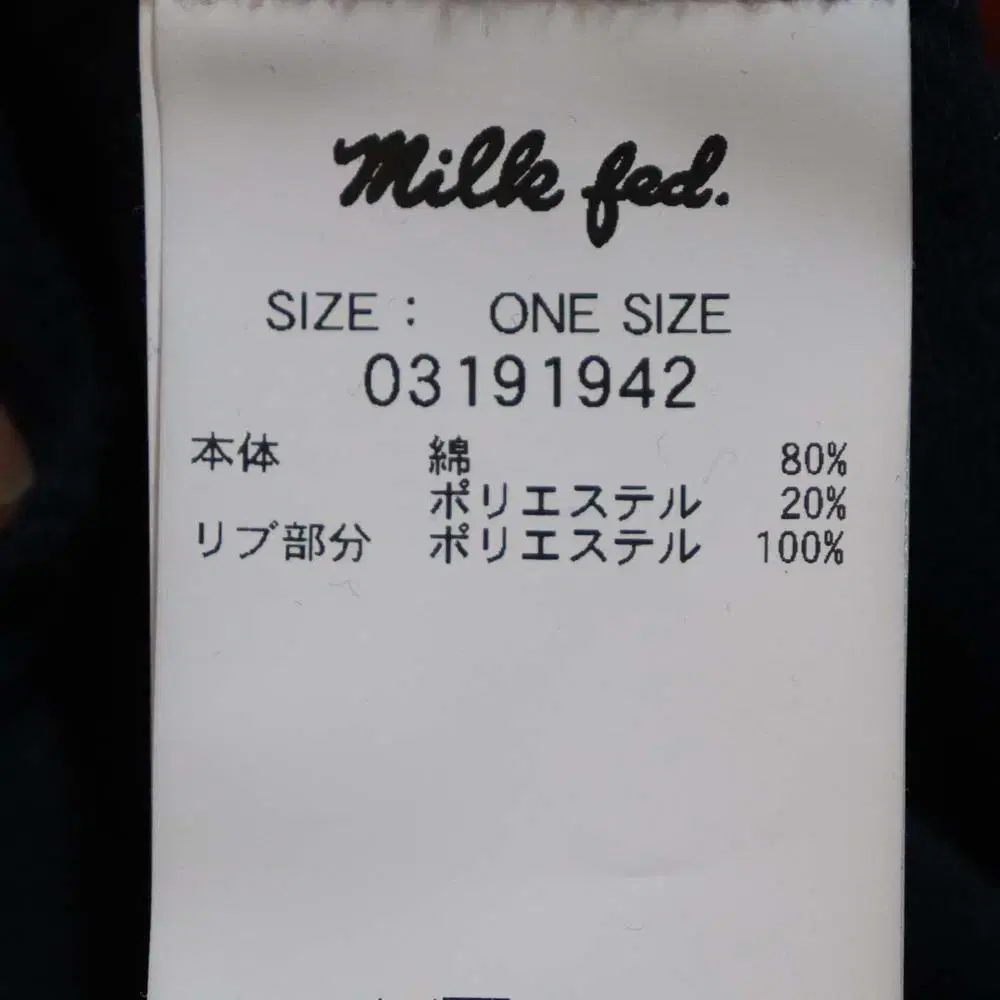 Milk fed.
SIZE : ONE SIZE
03191942
本体 綿 80%
ポリエステル 20%
リブ部分 ポリエステル 100%